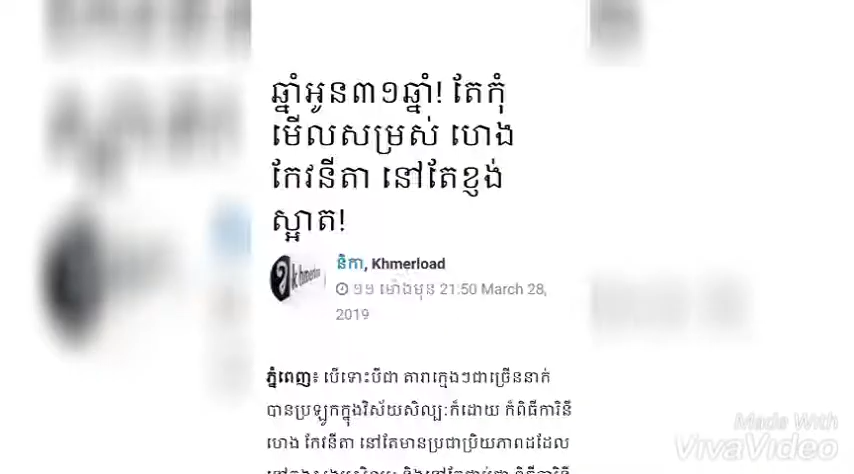 ឆ្នាំអូន៣១ឆ្នាំ! តែកុំ
មើលសម្រស់ ហេង
កែវនីតា នៅតែខ្ញង់
ស្អាត!
និកា, Khmerload
១១ ម៉ោងមុន 21:50 March 28,
2019
ភ្នំពេញ៖ បើទោះបីជា តារាក្មេងៗជាច្រើននាក់
បានប្រឡូកក្នុងវិស័យសិល្បៈក៏ដោយ ក៏ពិធីការិនី
ហេង កែវនីតា នៅតែមានប្រជាប្រិយភាពដដែល
Made With
VivaVideo